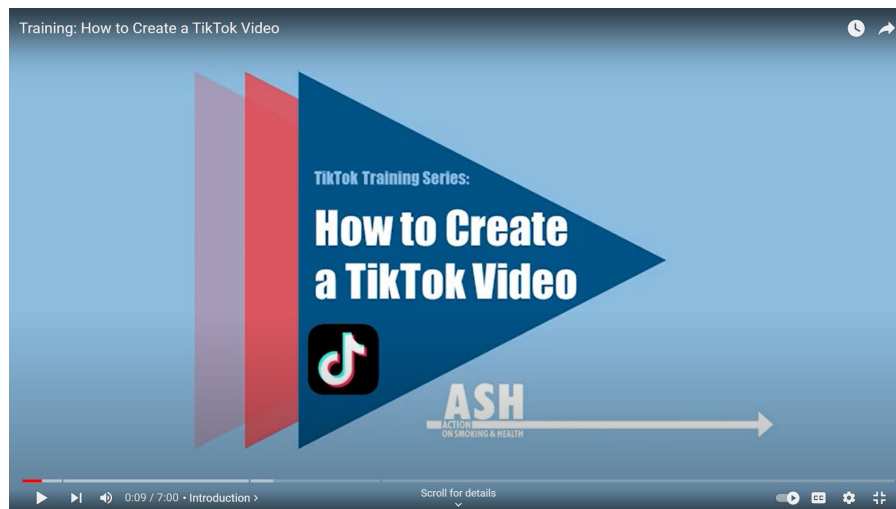 Training: How to Create a TikTok Video
TikTok Training Series:
How to Create
a TikTok Video
ASH
ACTION
ON SMOKING & HEALTH
0:09 / 7:00 • Introduction >
Scroll for details
CC